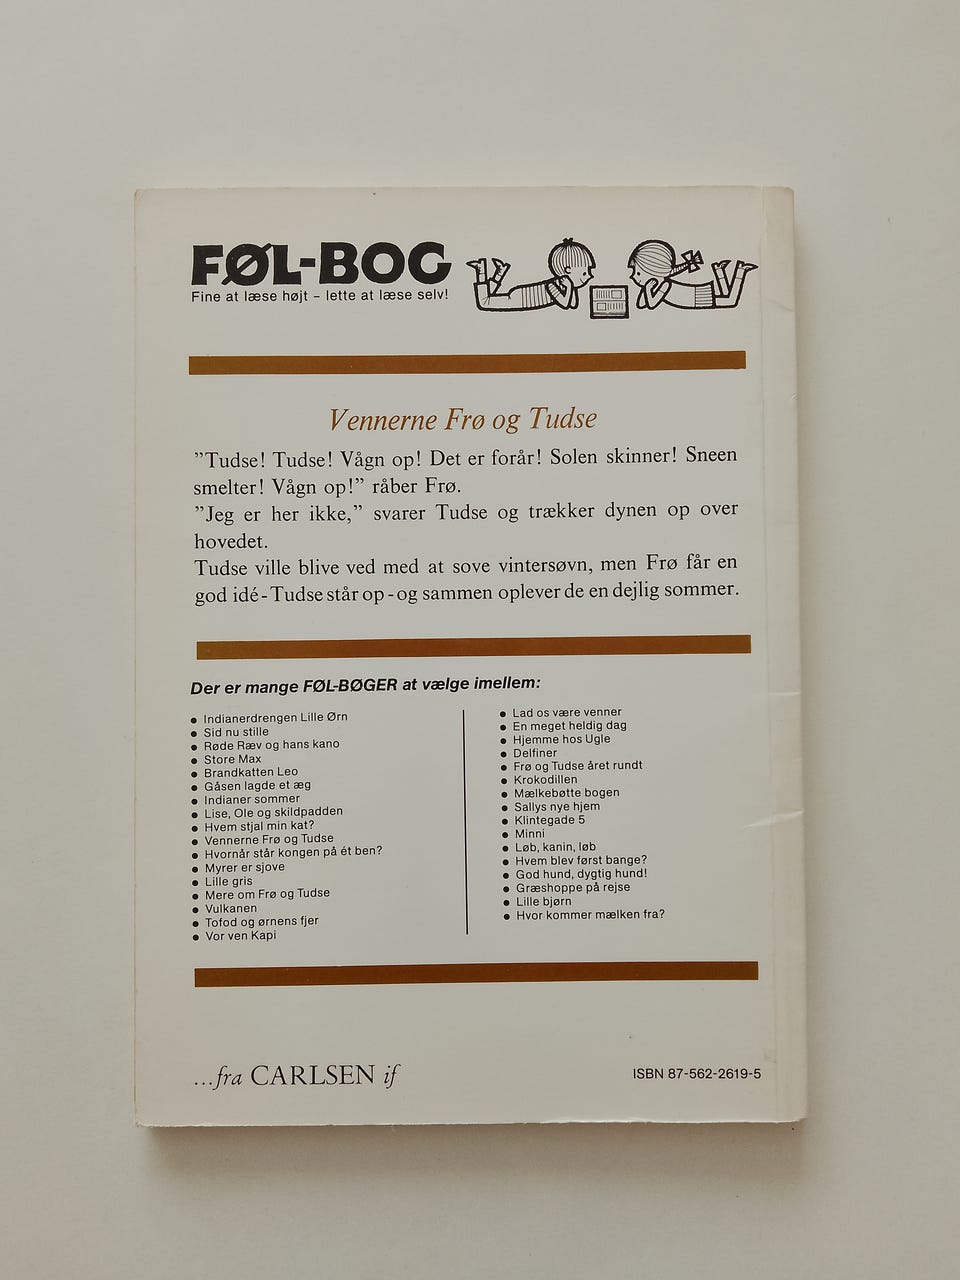 FØL-BOG
Fine at læse højt – lette at læse selv!
Vennerne Frø og Tudse
”Tudse! Tudse! Vågn op! Det er forår! Solen skinner! Sneen
smelter! Vågn op!” råber Frø.
”Jeg er her ikke,” svarer Tudse og trækker dynen op over
hovedet.
Tudse ville blive ved med at sove vintersøvn, men Frø får en
god idé - Tudse står op - og sammen oplever de en dejlig sommer.
Der er mange FØL-BØGER at vælge imellem:
● Indianerdrengen Lille Ørn
● Sid nu stille
● Røde Ræv og hans kano
● Store Max
● Brandkatten Leo
● Gåsen lagde et æg
● Indianer sommer
● Lise, Ole og skildpadden
● Hvem stjal min kat?
● Vennerne Frø og Tudse
● Hvornår står kongen på ét ben?
● Myrer er sjove
● Lille gris
● Mere om Frø og Tudse
● Vulkanen
● Tofod og ørnens fjer
● Vor ven Kapi
● Lad os være venner
● En meget heldig dag
● Hjemme hos Ugle
● Delfiner
● Frø og Tudse året rundt
● Krokodillen
● Mælkebøtte bogen
● Sallys nye hjem
● Klintegade 5
● Minni
● Løb, kanin, løb
● Hvem blev først bange?
● God hund, dygtig hund!
● Græshoppe på rejse
● Lille bjørn
● Hvor kommer mælken fra?
...fra CARLSEN if
ISBN 87-562-2619-5